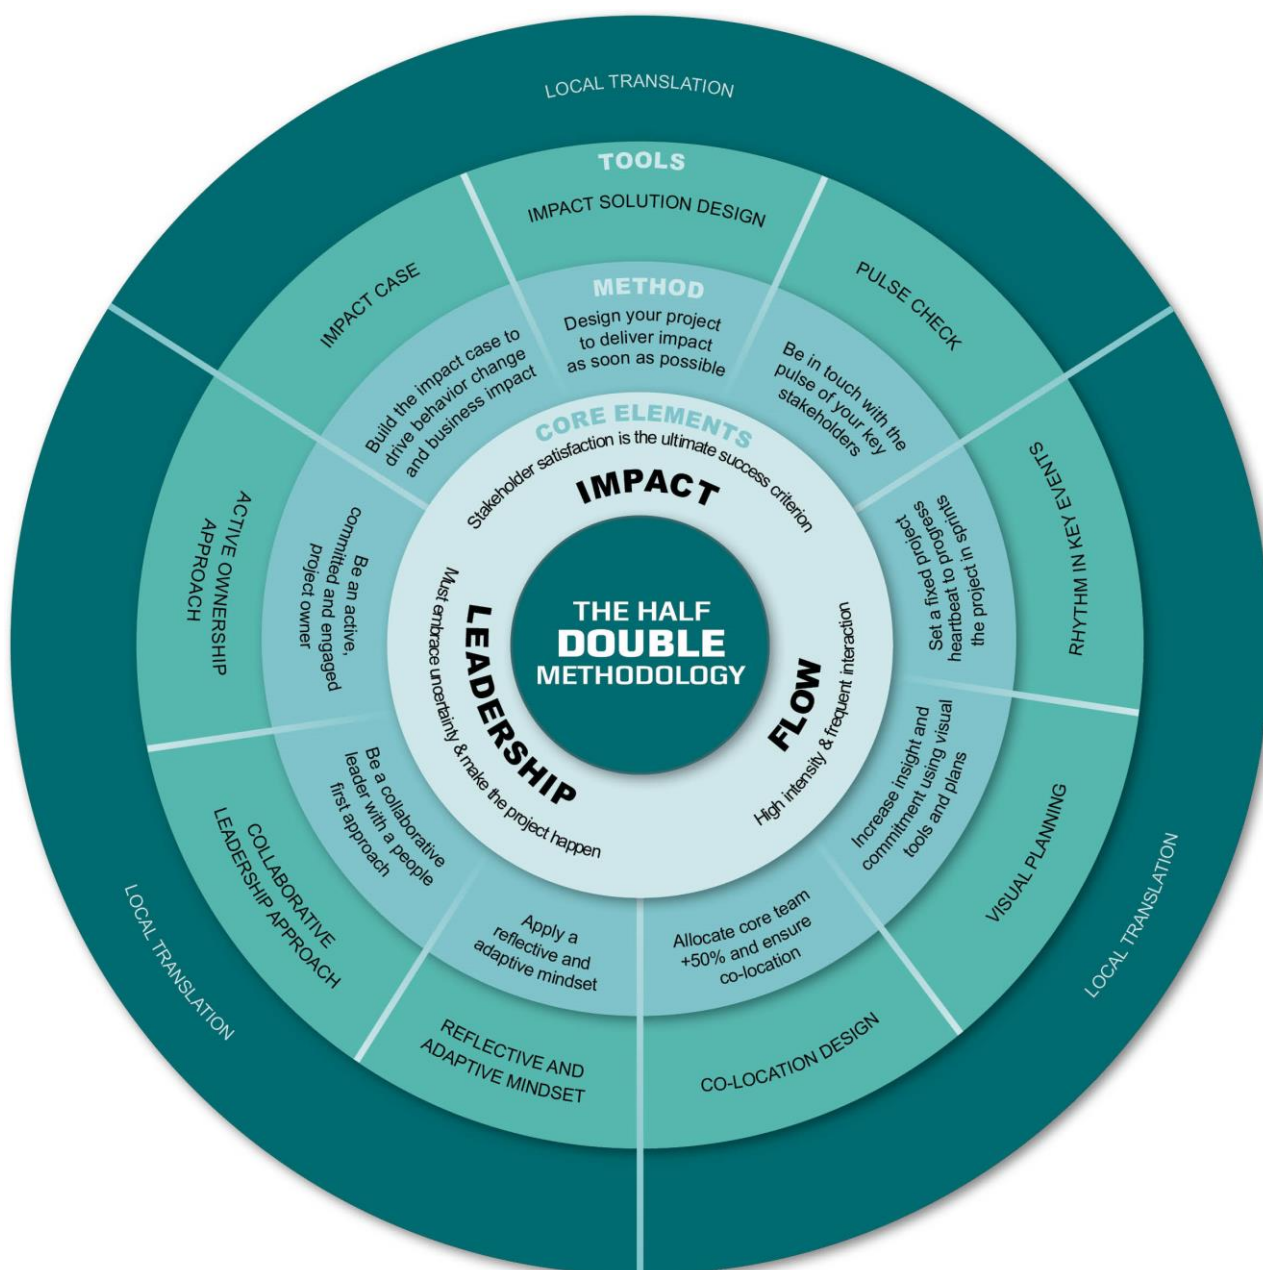 LOCAL TRANSLATION
TOOLS
IMPACT SOLUTION DESIGN
METHOD
Design your project
to deliver impact
as soon as possible
CORE ELEMENTS
Stakeholder satisfaction is the ultimate success criterion
IMPACT
THE HALF
DOUBLE
METHODOLOGY
PULSE CHECK
Be in touch with the
pulse of your key
stakeholders
RHYTHM IN KEY EVENTS
Set a fixed project
heartbeat to progress
the project in sprints
FLOW
High intensity & frequent interaction
VISUAL PLANNING
Increase insight and
commitment using visual
tools and plans
LOCAL TRANSLATION
CO-LOCATION DESIGN
Allocate core team
+50% and ensure
co-location
Apply a
reflective and
adaptive mindset
REFLECTIVE AND
ADAPTIVE MINDSET
LEADERSHIP
Must embrace uncertainty & make the project happen
Be a collaborative
leader with a people
first approach
COLLABORATIVE
LEADERSHIP APPROACH
LOCAL TRANSLATION
Be an active,
committed and engaged
project owner
ACTIVE OWNERSHIP
APPROACH
IMPACT CASE
Build the impact case to
drive behavior change
and business impact